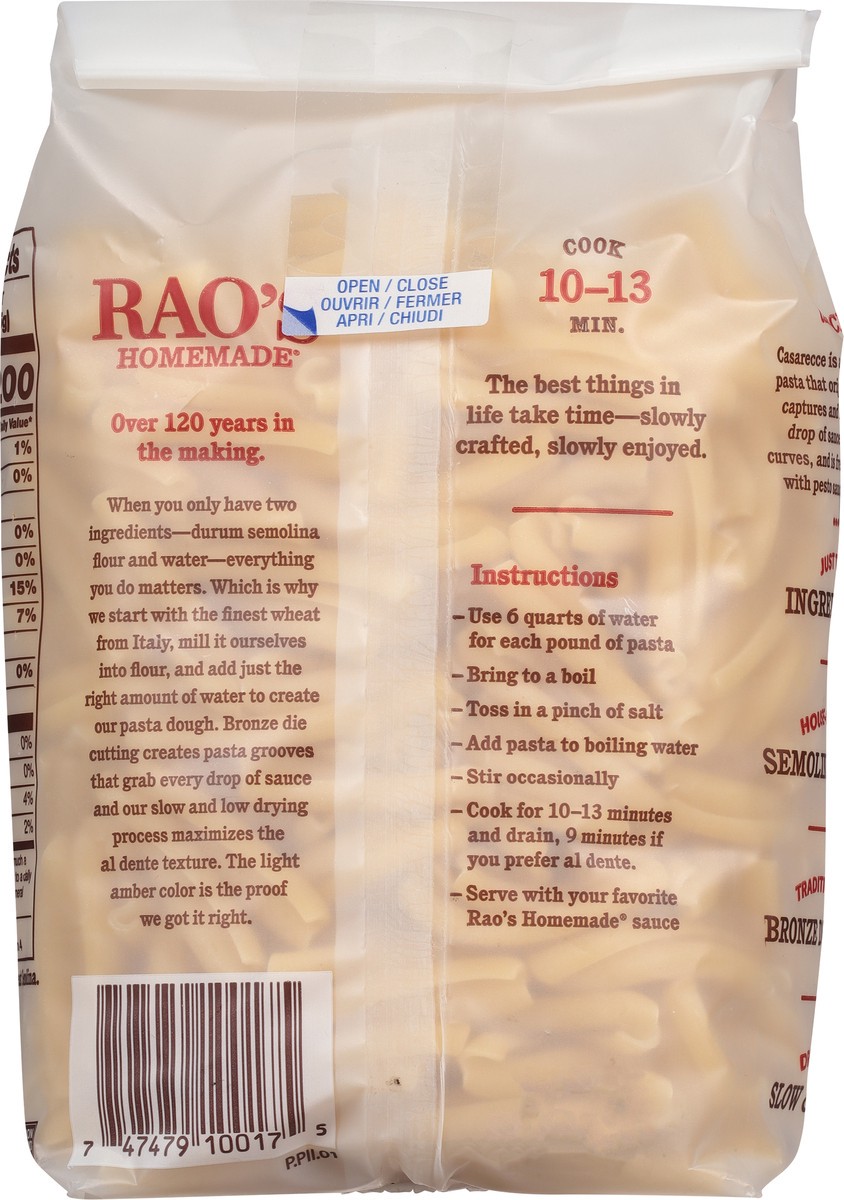 RAO'S
HOMEMADE®
Over 120 years in
the making.
When you only have two
ingredients—durum semolina
flour and water—everything
you do matters. Which is why
we start with the finest wheat
from Italy, mill it ourselves
into flour, and add just the
right amount of water to create
our pasta dough. Bronze die
cutting creates pasta grooves
that grab every drop of sauce
and our slow and low drying
process maximizes the
al dente texture. The light
amber color is the proof
we got it right.
7 47479 10017 5
P.PII.01
OPEN / CLOSE
OUVRIR / FERMER
APRI / CHIUDI
COOK
10–13
MIN.
The best things in
life take time—slowly
crafted, slowly enjoyed.
Instructions
– Use 6 quarts of water
for each pound of pasta
– Bring to a boil
– Toss in a pinch of salt
– Add pasta to boiling water
– Stir occasionally
– Cook for 10–13 minutes
and drain, 9 minutes if
you prefer al dente.
– Serve with your favorite
Rao's Homemade® sauce
1%
0%
0%
0%
15%
7%
0%
0%
0%
4%
2%
Casarecce is
pasta that
captures and
drop of
curves, and is
with pesto
JUST
BRONZE
SLOW